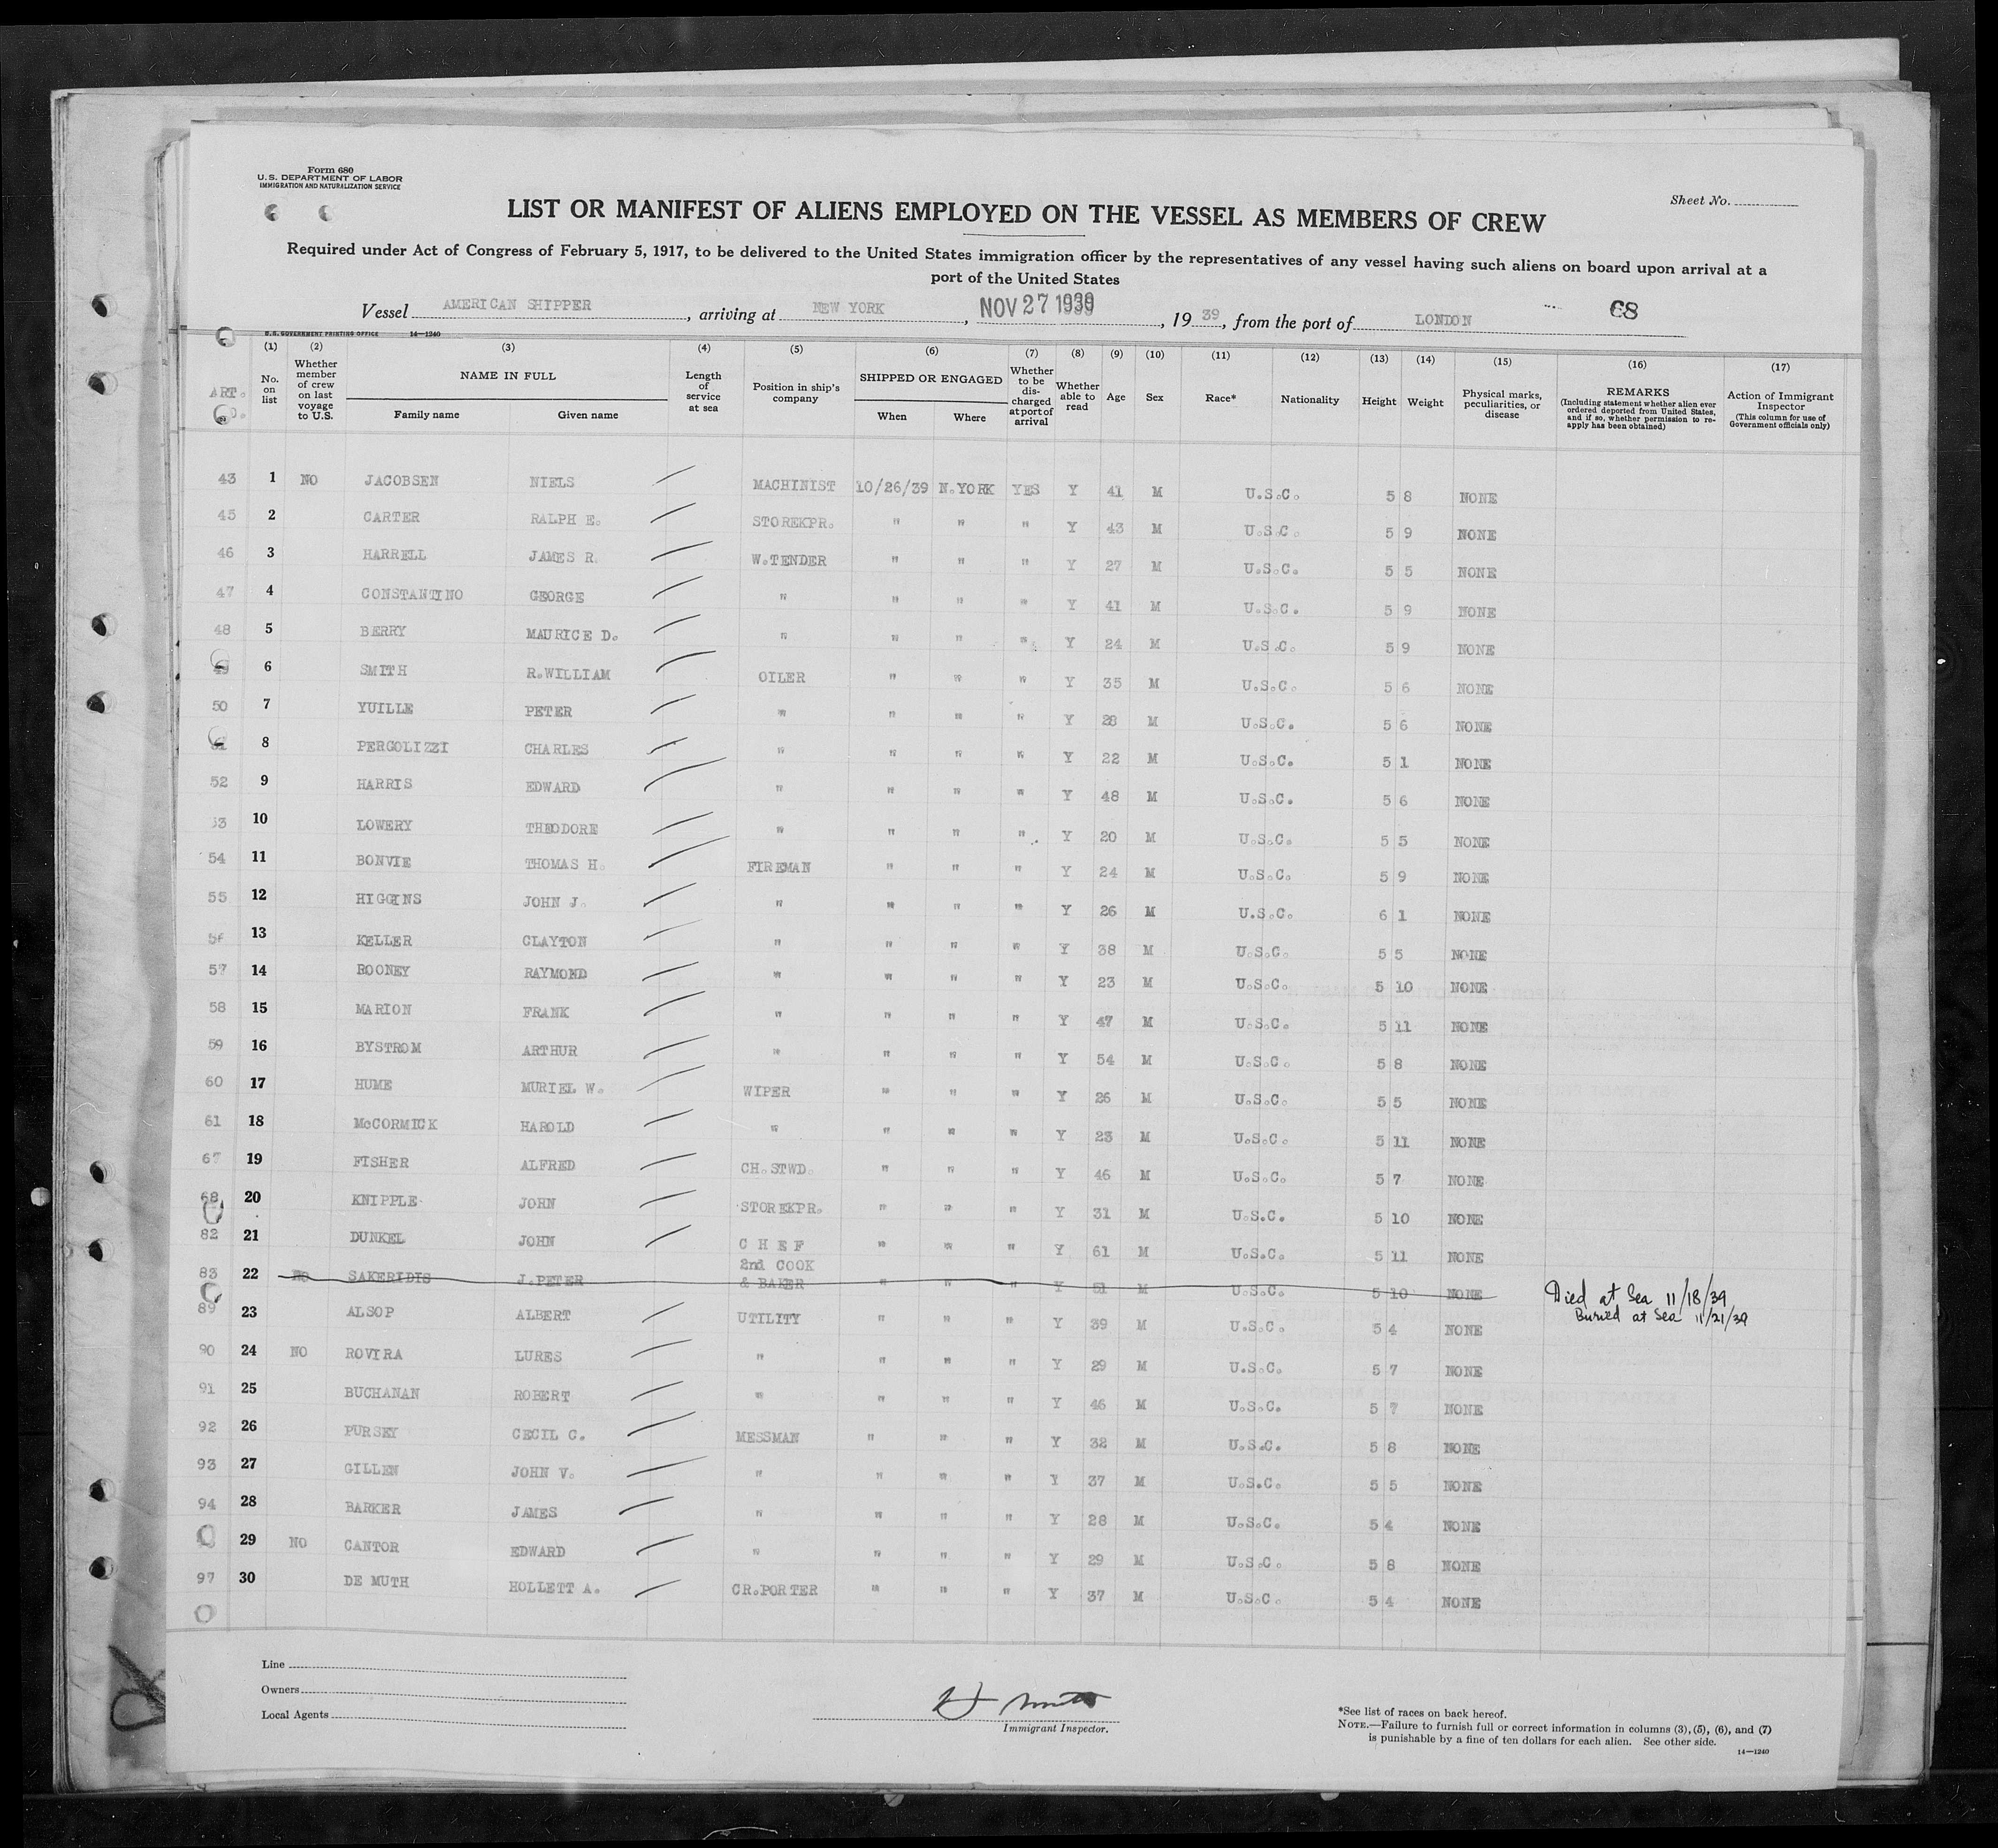 Form 680
U. S. DEPARTMENT OF LABOR
IMMIGRATION AND NATURALIZATION SERVICE
Sheet No.
LIST OR MANIFEST OF ALIENS EMPLOYED ON THE VESSEL AS MEMBERS OF CREW
Required under Act of Congress of February 5, 1917, to be delivered to the United States immigration officer by the representatives of any vessel having such aliens on board upon arrival at a
port of the United States
Vessel AMERICAN SHIPPER, arriving at NEW YORK, NOV 27 1939, 19 39, from the port of LONDON 68
U.S. GOVERNMENT PRINTING OFFICE 14—1240
ART. (1) No. on list (2) Whether member of crew on last voyage to U.S. (3) NAME IN FULL Family name Given name (4) Length of service at sea (5) Position in ship's company (6) SHIPPED OR ENGAGED When Where (7) Whether to be discharged at port of arrival (8) Whether able to read (9) Age (10) Sex (11) Race* (12) Nationality (13) Height (14) Weight (15) Physical marks, peculiarities, or disease (16) REMARKS (Including statement whether alien ever ordered deported from United States, and if so, whether permission to re-apply has been obtained) (17) Action of Immigrant Inspector (This column for use of Government officials only)
43 1 NO JACOBSEN NIELS MACHINIST 10/26/39 N.YORK YES Y 41 M U.S.C. 5 8 NONE
45 2 CARTER RALPH E. STOREKPR. " " " Y 43 M U.S.C. 5 9 NONE
46 3 HARRELL JAMES R. W.TENDER " " " Y 27 M U.S.C. 5 5 NONE
47 4 CONSTANTINO GEORGE " " " " Y 41 M U.S.C. 5 9 NONE
48 5 BERRY MAURICE D. " " " " Y 24 M U.S.C. 5 9 NONE
49 6 SMITH R.WILLIAM OILER " " " Y 35 M U.S.C. 5 6 NONE
50 7 YUILLE PETER " " " " Y 28 M U.S.C. 5 6 NONE
51 8 PERGOLIZZI CHARLES " " " " Y 22 M U.S.C. 5 1 NONE
52 9 HARRIS EDWARD " " " " Y 48 M U.S.C. 5 6 NONE
53 10 LOWERY THEODORE " " " " Y 20 M U.S.C. 5 5 NONE
54 11 BONVIE THOMAS H. FIREMAN " " " Y 24 M U.S.C. 5 9 NONE
55 12 HIGGINS JOHN J. " " " " Y 26 M U.S.C. 6 1 NONE
56 13 KELLER CLAYTON " " " " Y 38 M U.S.C. 5 5 NONE
57 14 ROONEY RAYMOND " " " " Y 23 M U.S.C. 5 10 NONE
58 15 MARION FRANK " " " " Y 47 M U.S.C. 5 11 NONE
59 16 BYSTROM ARTHUR " " " " Y 54 M U.S.C. 5 8 NONE
60 17 HUME MURIEL W. WIPER " " " Y 26 M U.S.C. 5 5 NONE
61 18 McCORMICK HAROLD " " " " Y 23 M U.S.C. 5 11 NONE
67 19 FISHER ALFRED CH.STWD. " " " Y 46 M U.S.C. 5 7 NONE
68 20 KNIPPLE JOHN STOREKPR. " " " Y 31 M U.S.C. 5 10 NONE
82 21 DUNKEL JOHN C H E F " " " Y 61 M U.S.C. 5 11 NONE
83 22 NO SAKERIDIS J.PETER 2nd COOK & BAKER " " " Y 51 M U.S.C. 5 10 NONE Died at Sea 11/18/39
Buried at Sea 11/21/39
89 23 ALSOP ALBERT UTILITY " " " Y 39 M U.S.C. 5 4 NONE
90 24 NO ROVIRA LURES " " " " Y 29 M U.S.C. 5 7 NONE
91 25 BUCHANAN ROBERT " " " " Y 46 M U.S.C. 5 7 NONE
92 26 PURSEY CECIL C. MESSMAN " " " Y 32 M U.S.C. 5 8 NONE
93 27 GILLEN JOHN V. " " " " Y 37 M U.S.C. 5 5 NONE
94 28 BARKER JAMES " " " " Y 28 M U.S.C. 5 4 NONE
29 NO CANTOR EDWARD " " " " Y 29 M U.S.C. 5 8 NONE
97 30 DE MUTH HOLLETT A. CR.PORTER " " " Y 37 M U.S.C. 5 4 NONE
Line
Owners
Local Agents
Immigrant Inspector.
*See list of races on back hereof.
NOTE.—Failure to furnish full or correct information in columns (3), (5), (6), and (7)
is punishable by a fine of ten dollars for each alien. See other side.
14—1240